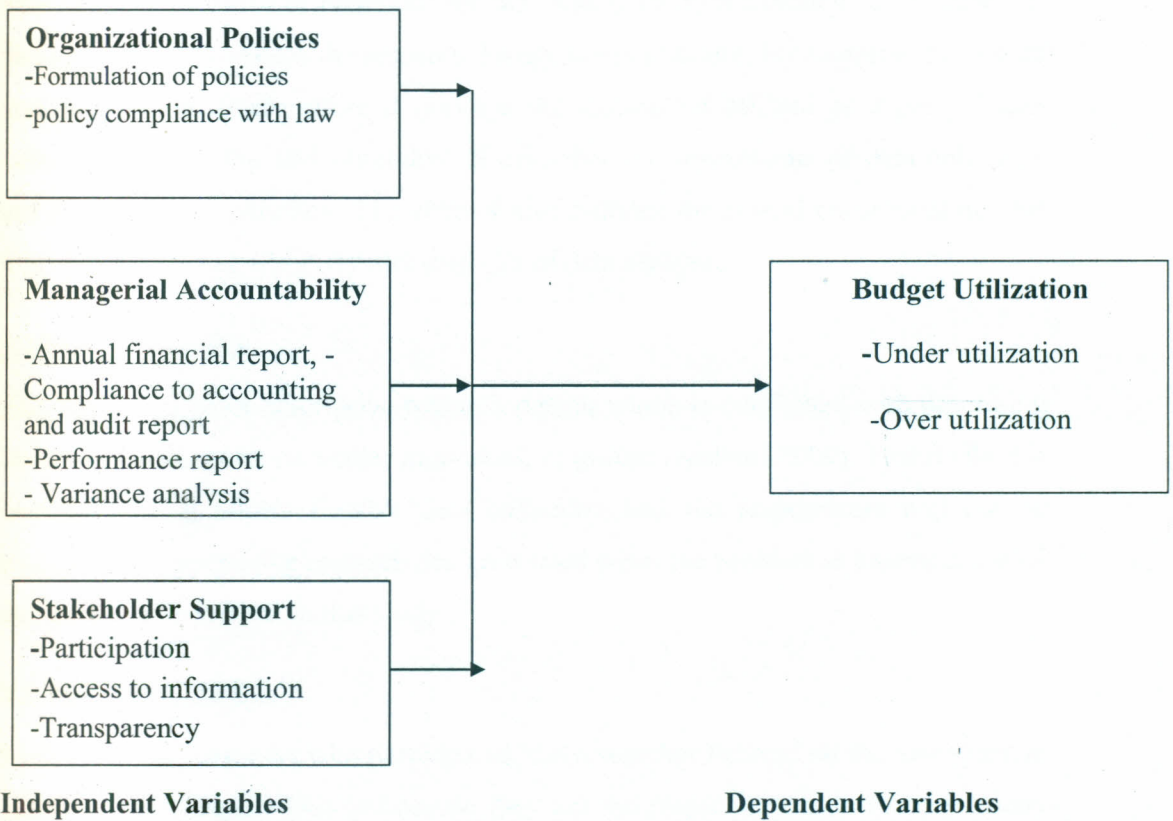 Organizational Policies
-Formulation of policies
-policy compliance with law
Managerial Accountability
-Annual financial report, -
Compliance to accounting
and audit report
-Performance report
- Variance analysis
Budget Utilization
-Under utilization
-Over utilization
Stakeholder Support
-Participation
-Access to information
-Transparency
Independent Variables
Dependent Variables